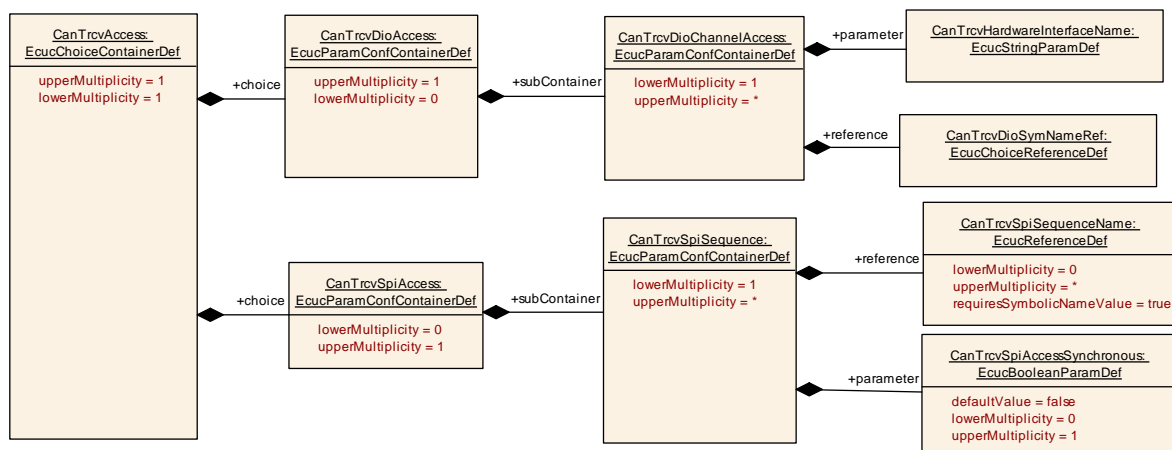 CanTrcvAccess:
EcucChoiceContainerDef
upperMultiplicity = 1
lowerMultiplicity = 1
+choice
CanTrcvDioAccess:
EcucParamConfContainerDef
upperMultiplicity = 1
lowerMultiplicity = 0
+subContainer
CanTrcvDioChannelAccess:
EcucParamConfContainerDef
lowerMultiplicity = 1
upperMultiplicity = *
+parameter
CanTrcvHardwareInterfaceName:
EcucStringParamDef
+reference
CanTrcvDioSymNameRef:
EcucChoiceReferenceDef
+choice
CanTrcvSpiAccess:
EcucParamConfContainerDef
lowerMultiplicity = 0
upperMultiplicity = 1
+subContainer
CanTrcvSpiSequence:
EcucParamConfContainerDef
lowerMultiplicity = 1
upperMultiplicity = *
+reference
CanTrcvSpiSequenceName:
EcucReferenceDef
lowerMultiplicity = 0
upperMultiplicity = *
requiresSymbolicNameValue = true
+parameter
CanTrcvSpiAccessSynchronous:
EcucBooleanParamDef
defaultValue = false
lowerMultiplicity = 0
upperMultiplicity = 1